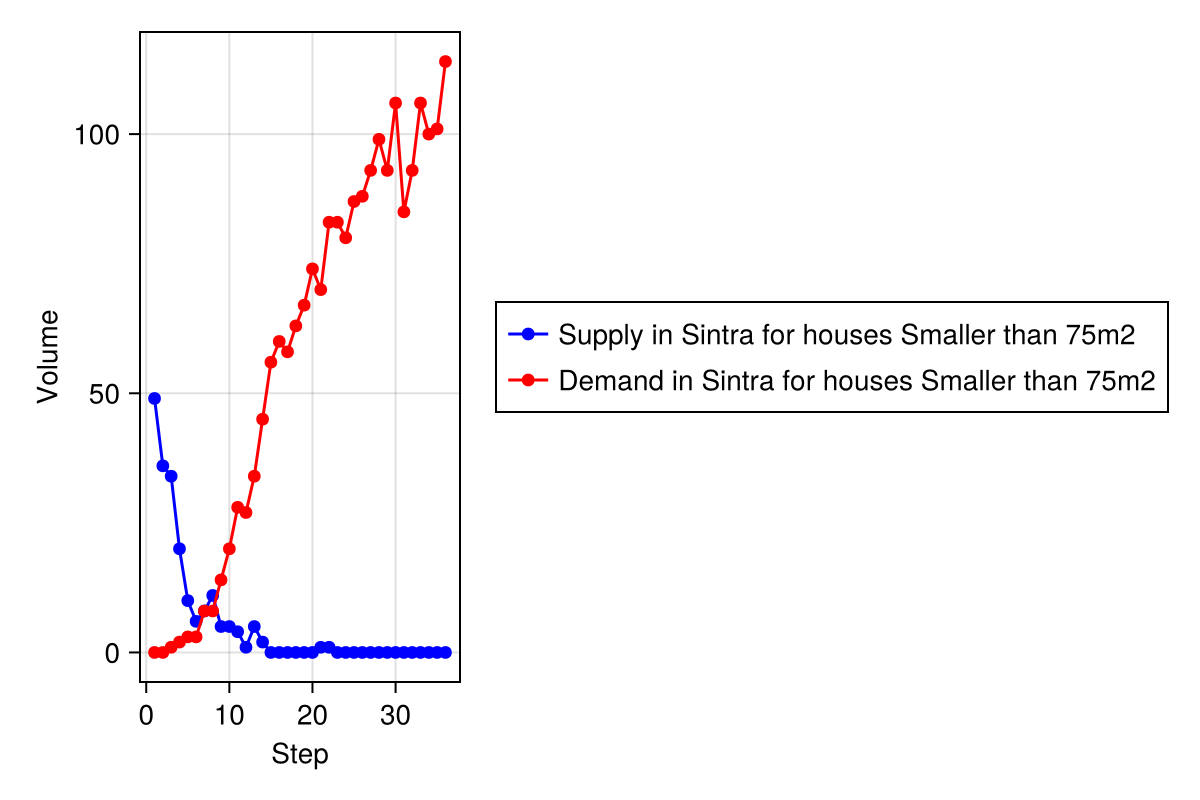 100
50
0
Volume
0 10 20 30
Step
Supply in Sintra for houses Smaller than 75m2
Demand in Sintra for houses Smaller than 75m2